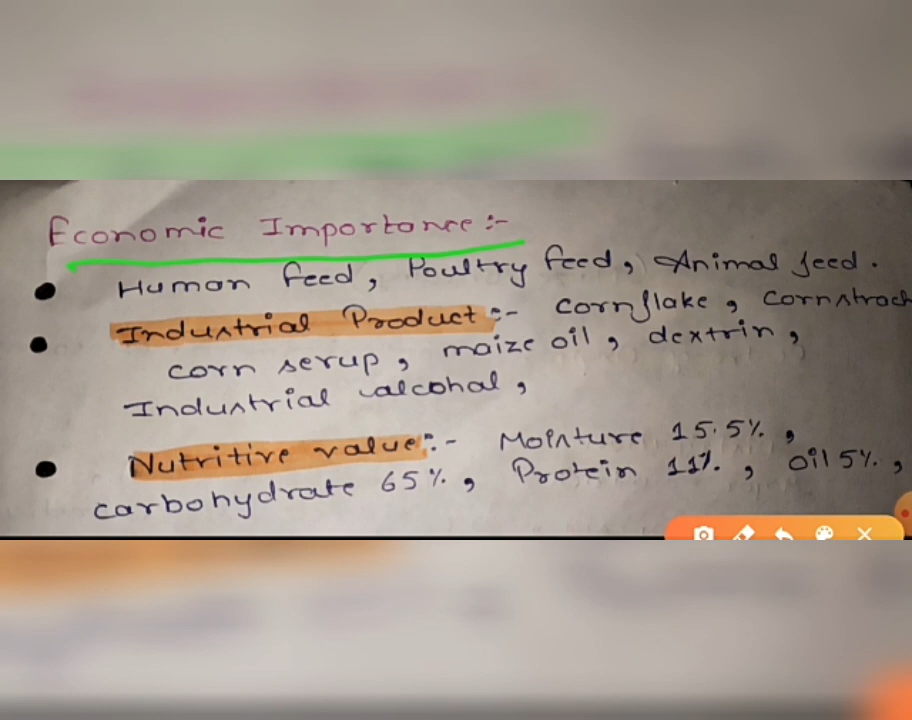 Economic Importance:-
Human feed, Poultry feed, Animal feed.
Industrial Product:- cornflake, cornstrach
corn serup, maize oil, dextrin,
Industrial alcohal,
Nutritive value:- Moisture 15.5%,
carbohydrate 65%, Protein 11%, oil 5%,